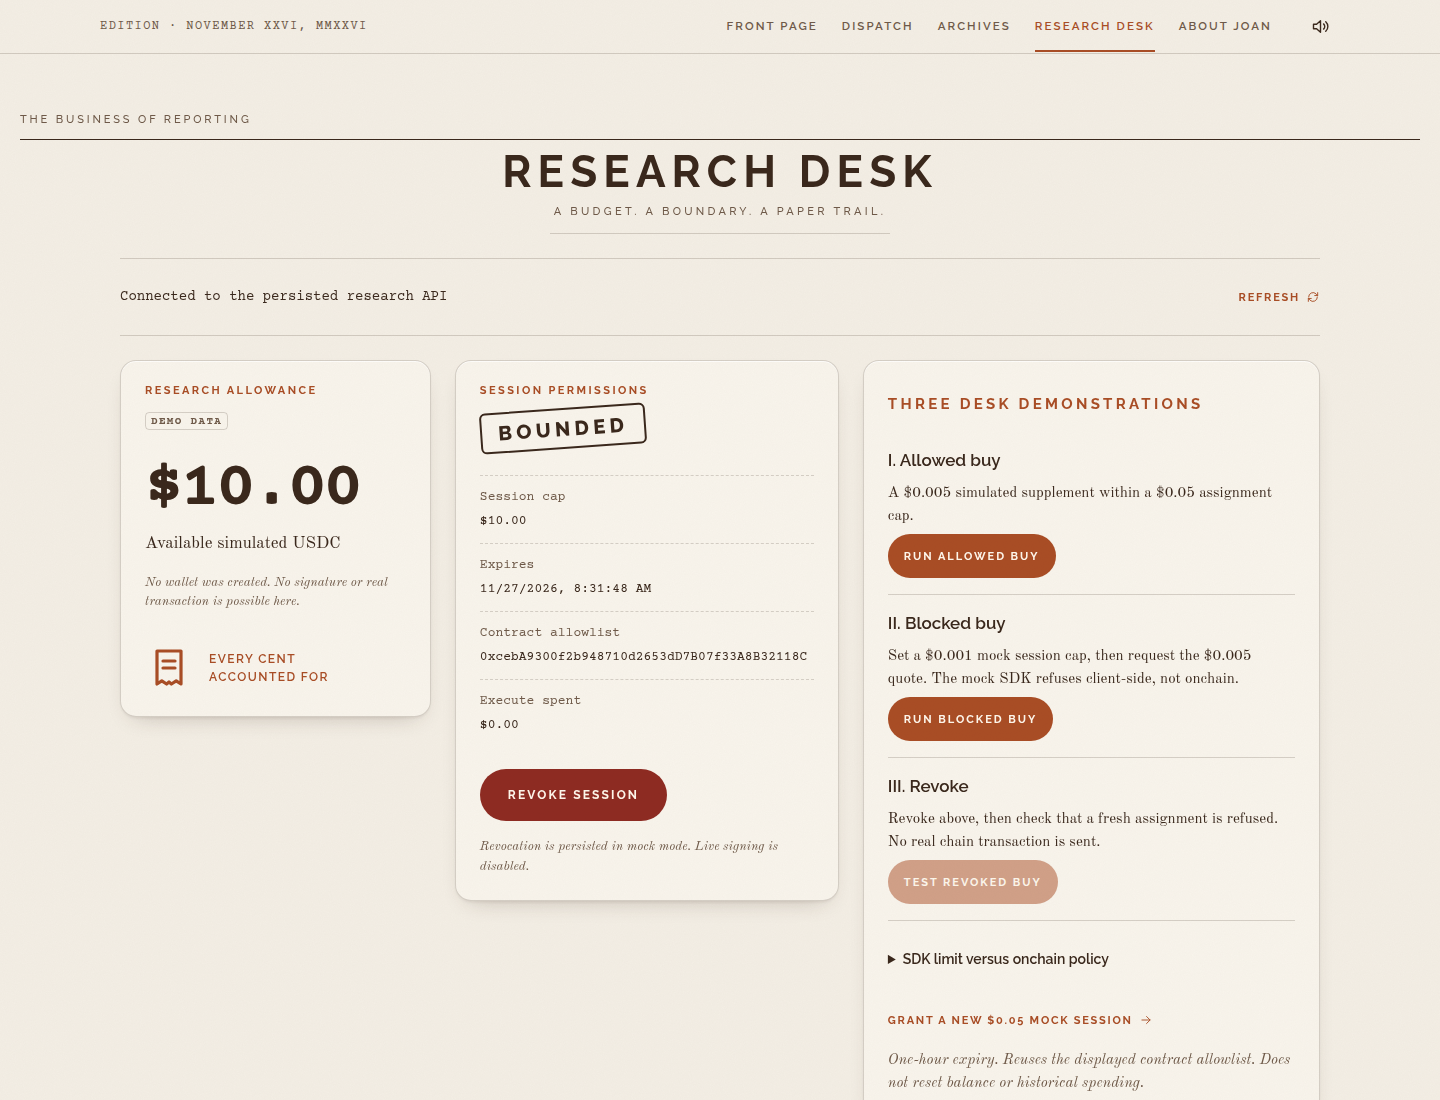 EDITION · NOVEMBER XXVI, MMXXVI
FRONT PAGE
DISPATCH
ARCHIVES
RESEARCH DESK
ABOUT JOAN
THE BUSINESS OF REPORTING
RESEARCH DESK
A BUDGET. A BOUNDARY. A PAPER TRAIL.
Connected to the persisted research API
REFRESH
RESEARCH ALLOWANCE
DEMO DATA
$10.00
Available simulated USDC
No wallet was created. No signature or real
transaction is possible here.
EVERY CENT
ACCOUNTED FOR
SESSION PERMISSIONS
BOUNDED
Session cap
$10.00
Expires
11/27/2026, 8:31:48 AM
Contract allowlist
0xcebA9300f2b948710d2653dD7B07f33A8B32118C
Execute spent
$0.00
REVOKE SESSION
Revocation is persisted in mock mode. Live signing is
disabled.
THREE DESK DEMONSTRATIONS
I. Allowed buy
A $0.005 simulated supplement within a $0.05 assignment
cap.
RUN ALLOWED BUY
II. Blocked buy
Set a $0.001 mock session cap, then request the $0.005
quote. The mock SDK refuses client-side, not onchain.
RUN BLOCKED BUY
III. Revoke
Revoke above, then check that a fresh assignment is refused.
No real chain transaction is sent.
TEST REVOKED BUY
SDK limit versus onchain policy
GRANT A NEW $0.05 MOCK SESSION
One-hour expiry. Reuses the displayed contract allowlist. Does
not reset balance or historical spending.